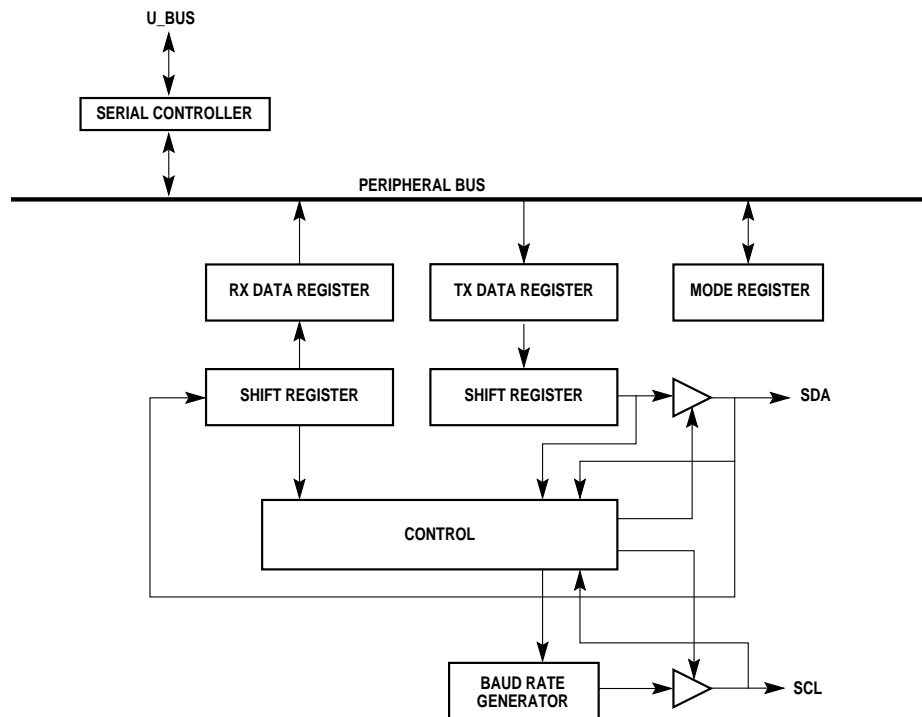 U_BUS
SERIAL CONTROLLER
PERIPHERAL BUS
RX DATA REGISTER
TX DATA REGISTER
MODE REGISTER
SHIFT REGISTER
SHIFT REGISTER
SDA
CONTROL
BAUD RATE
GENERATOR
SCL